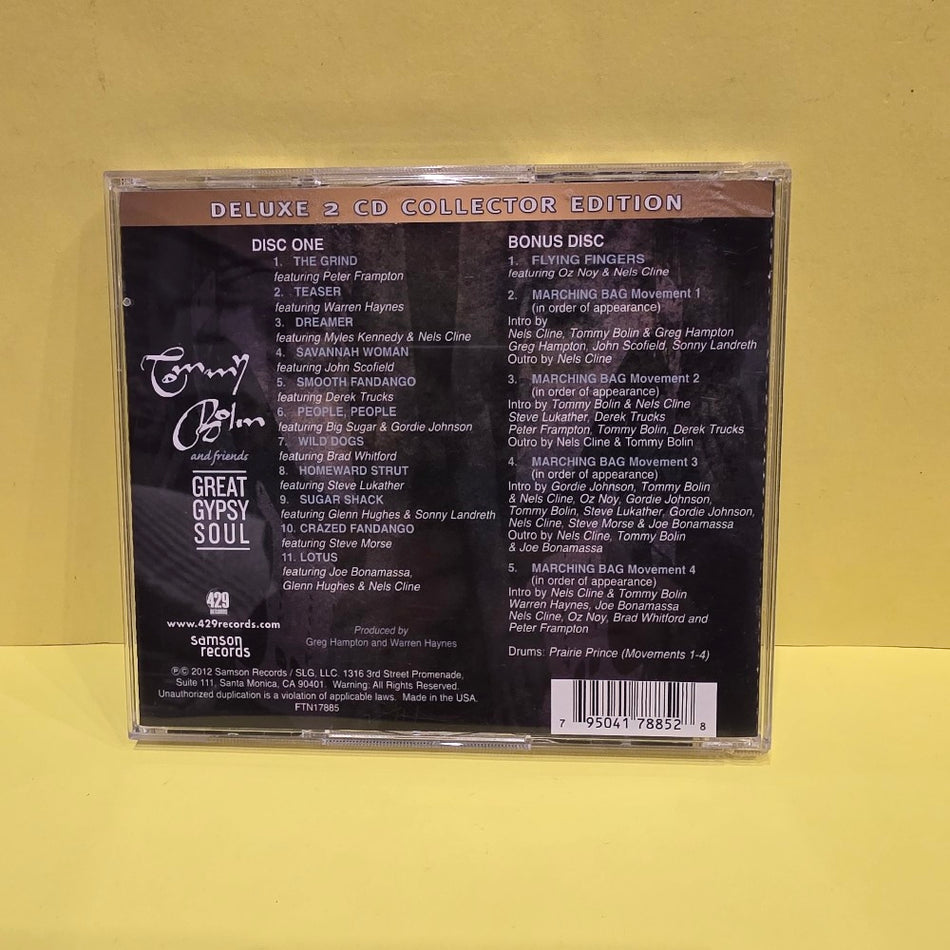 DELUXE 2 CD COLLECTOR EDITION
Tommy
Bolin
and friends
GREAT
GYPSY
SOUL
429
RECORDS
www.429records.com
samson
records
DISC ONE
1. THE GRIND
featuring Peter Frampton
2. TEASER
featuring Warren Haynes
3. DREAMER
featuring Myles Kennedy & Nels Cline
4. SAVANNAH WOMAN
featuring John Scofield
5. SMOOTH FANDANGO
featuring Derek Trucks
6. PEOPLE, PEOPLE
featuring Big Sugar & Gordie Johnson
7. WILD DOGS
featuring Brad Whitford
8. HOMEWARD STRUT
featuring Steve Lukather
9. SUGAR SHACK
featuring Glenn Hughes & Sonny Landreth
10. CRAZED FANDANGO
featuring Steve Morse
11. LOTUS
featuring Joe Bonamassa,
Glenn Hughes & Nels Cline
Produced by
Greg Hampton and Warren Haynes
BONUS DISC
1. FLYING FINGERS
featuring Oz Noy & Nels Cline
2. MARCHING BAG Movement 1
(in order of appearance)
Intro by
Nels Cline, Tommy Bolin & Greg Hampton
Greg Hampton, John Scofield, Sonny Landreth
Outro by Nels Cline
3. MARCHING BAG Movement 2
(in order of appearance)
Intro by Tommy Bolin & Nels Cline
Steve Lukather, Derek Trucks
Peter Frampton, Tommy Bolin, Derek Trucks
Outro by Nels Cline & Tommy Bolin
4. MARCHING BAG Movement 3
(in order of appearance)
Intro by Gordie Johnson, Tommy Bolin
& Nels Cline, Oz Noy, Gordie Johnson,
Tommy Bolin, Steve Lukather, Gordie Johnson,
Nels Cline, Steve Morse & Joe Bonamassa
Outro by Nels Cline, Tommy Bolin
& Joe Bonamassa
5. MARCHING BAG Movement 4
(in order of appearance)
Intro by Nels Cline & Tommy Bolin
Warren Haynes, Joe Bonamassa
Nels Cline, Oz Noy, Brad Whitford and
Peter Frampton
Drums: Prairie Prince (Movements 1-4)
℗© 2012 Samson Records / SLG, LLC. 1316 3rd Street Promenade,
Suite 111, Santa Monica, CA 90401. Warning: All Rights Reserved.
Unauthorized duplication is a violation of applicable laws. Made in the USA.
FTN17885
7 95041 78852 8